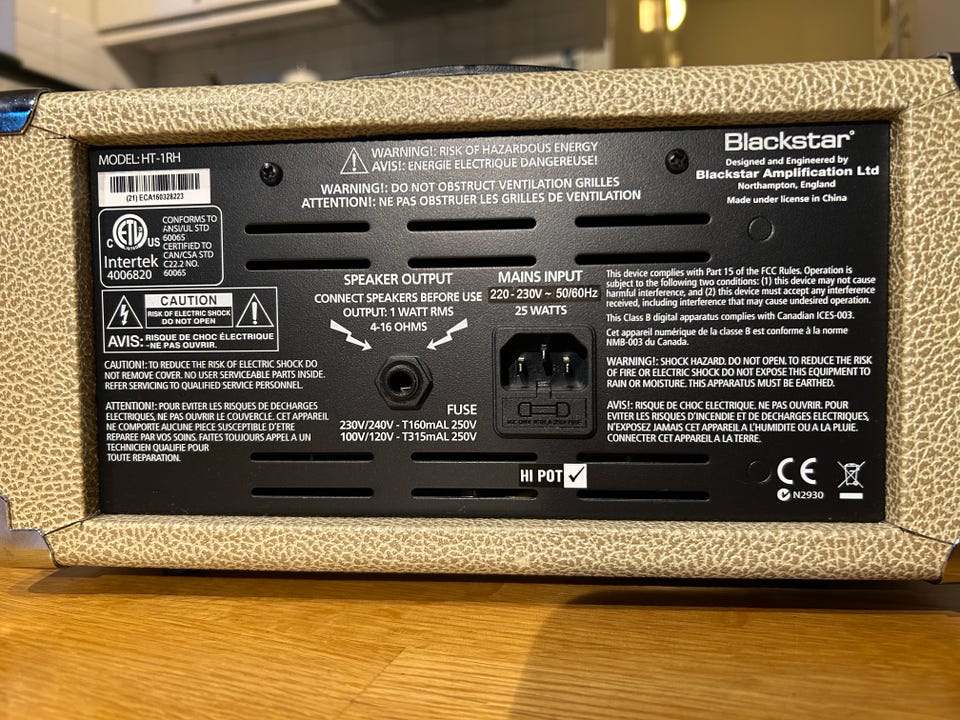 MODEL: HT-1RH
(21) ECA160328223
WARNING!: RISK OF HAZARDOUS ENERGY
AVIS!: ENERGIE ELECTRIQUE DANGEREUSE!
WARNING!: DO NOT OBSTRUCT VENTILATION GRILLES
ATTENTION!: NE PAS OBSTRUER LES GRILLES DE VENTILATION
Blackstar®
Designed and Engineered by
Blackstar Amplification Ltd
Northampton, England
Made under license in China
C ETL US
INTERTEK
Intertek
4006820
CONFORMS TO
ANSI/UL STD
60065
CERTIFIED TO
CAN/CSA STD
C22.2 NO.
60065
CAUTION
RISK OF ELECTRIC SHOCK
DO NOT OPEN
AVIS: RISQUE DE CHOC ÉLECTRIQUE
-NE PAS OUVRIR.
CAUTION!: TO REDUCE THE RISK OF ELECTRIC SHOCK DO
NOT REMOVE COVER. NO USER SERVICEABLE PARTS INSIDE.
REFER SERVICING TO QUALIFIED SERVICE PERSONNEL.
ATTENTION!: POUR EVITER LES RISQUES DE DECHARGES
ELECTRIQUES, NE PAS OUVRIR LE COUVERCLE. CET APPAREIL
NE COMPORTE AUCUNE PIECE SUSCEPTIBLE D'ETRE
REPAREE PAR VOS SOINS. FAITES TOUJOURS APPEL A UN
TECHNICIEN QUALIFIE POUR
TOUTE REPARATION.
SPEAKER OUTPUT
CONNECT SPEAKERS BEFORE USE
OUTPUT: 1 WATT RMS
4-16 OHMS
FUSE
230V/240V - T160mAL 250V
100V/120V - T315mAL 250V
MAINS INPUT
220-230V ~ 50/60Hz
25 WATTS
HI POT
This device complies with Part 15 of the FCC Rules. Operation is
subject to the following two conditions: (1) this device may not cause
harmful interference, and (2) this device must accept any interference
received, including interference that may cause undesired operation.
This Class B digital apparatus complies with Canadian ICES-003.
Cet appareil numérique de la classe B est conforme à la norme
NMB-003 du Canada.
WARNING!: SHOCK HAZARD. DO NOT OPEN. TO REDUCE THE RISK
OF FIRE OR ELECTRIC SHOCK DO NOT EXPOSE THIS EQUIPMENT TO
RAIN OR MOISTURE. THIS APPARATUS MUST BE EARTHED.
AVIS!: RISQUE DE CHOC ELECTRIQUE. NE PAS OUVRIR. POUR
EVITER LES RISQUES D'INCENDIE ET DE DECHARGES ELECTRIQUES,
N'EXPOSEZ JAMAIS CET APPAREIL A L'HUMIDITE OU A LA PLUIE.
CONNECTER CET APPAREIL A LA TERRE.
CE
N2930